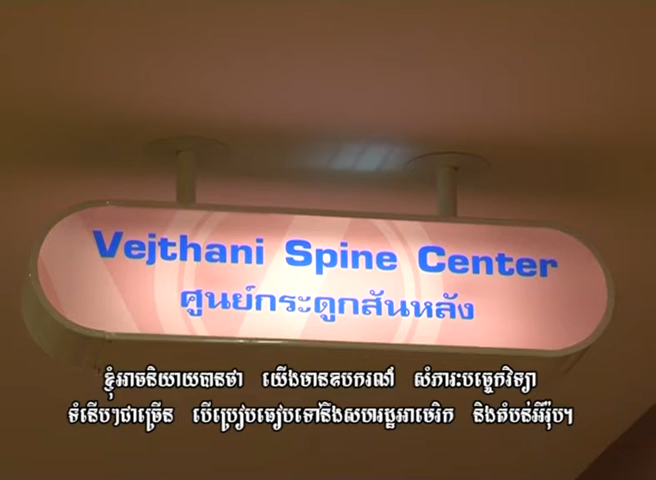 Vejthani Spine Center
ศูนย์กระดูกสันหลัง
ខ្ញុំអាចនិយាយបានថា យើងមានឧបករណ៍ សំភារៈបច្ចេកវិទ្យា
ទំនើបៗជាច្រើន បើប្រៀបធៀបទៅនឹងសហរដ្ឋអាមេរិក និងតំបន់អឺរ៉ុប។